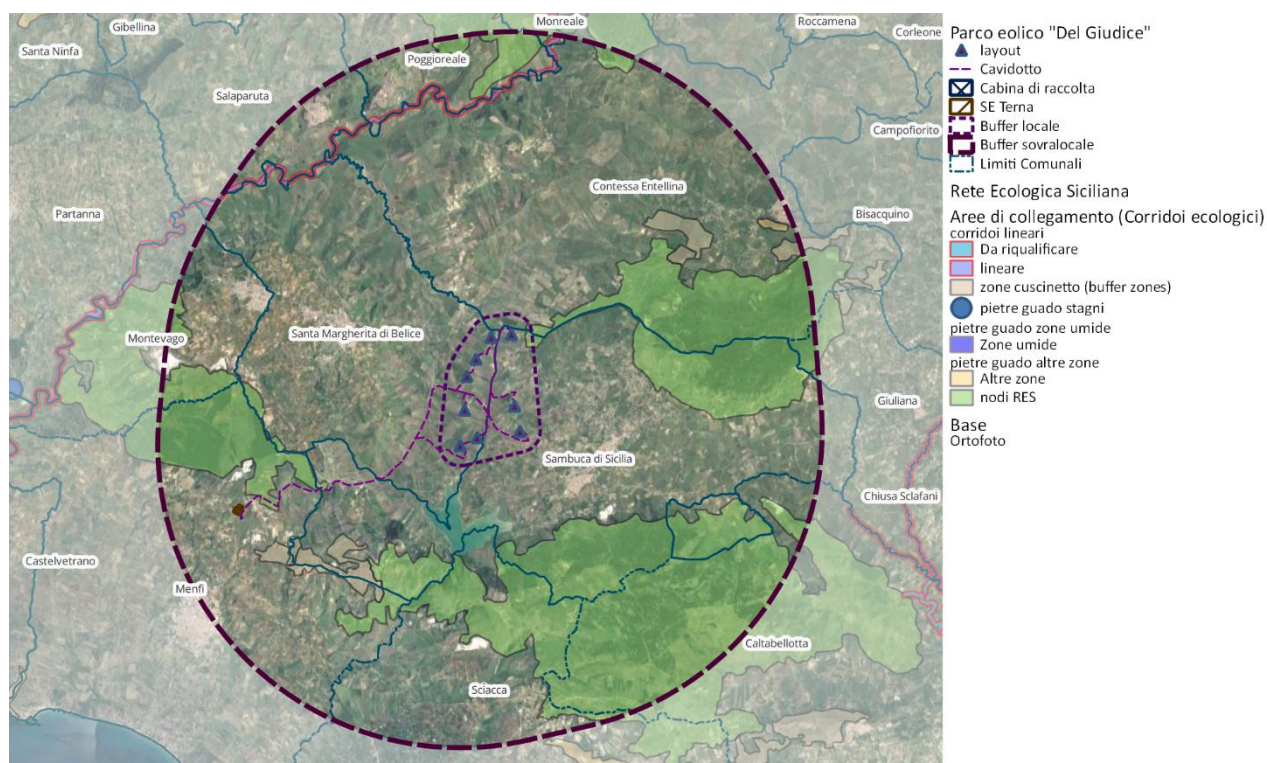 Monreale
Roccamena
Corleone
Gibellina
Santa Ninfa
Poggioreale
Salaparuta
Campofiorito
Contessa Entellina
Partanna
Bisacquino
Santa Margherita di Belice
Montevago
Giuliana
Sambuca di Sicilia
Chiusa Sclafani
Castelvetrano
Menfi
Caltabellotta
Sciacca
Parco eolico "Del Giudice"
layout
Cavidotto
Cabina di raccolta
SE Terna
Buffer locale
Buffer sovralocale
Limiti Comunali
Rete Ecologica Siciliana
Aree di collegamento (Corridoi ecologici)
corridoi lineari
Da riqualificare
lineare
zone cuscinetto (buffer zones)
pietre guado stagni
pietre guado zone umide
Zone umide
pietre guado altre zone
Altre zone
nodi RES
Base
Ortofoto